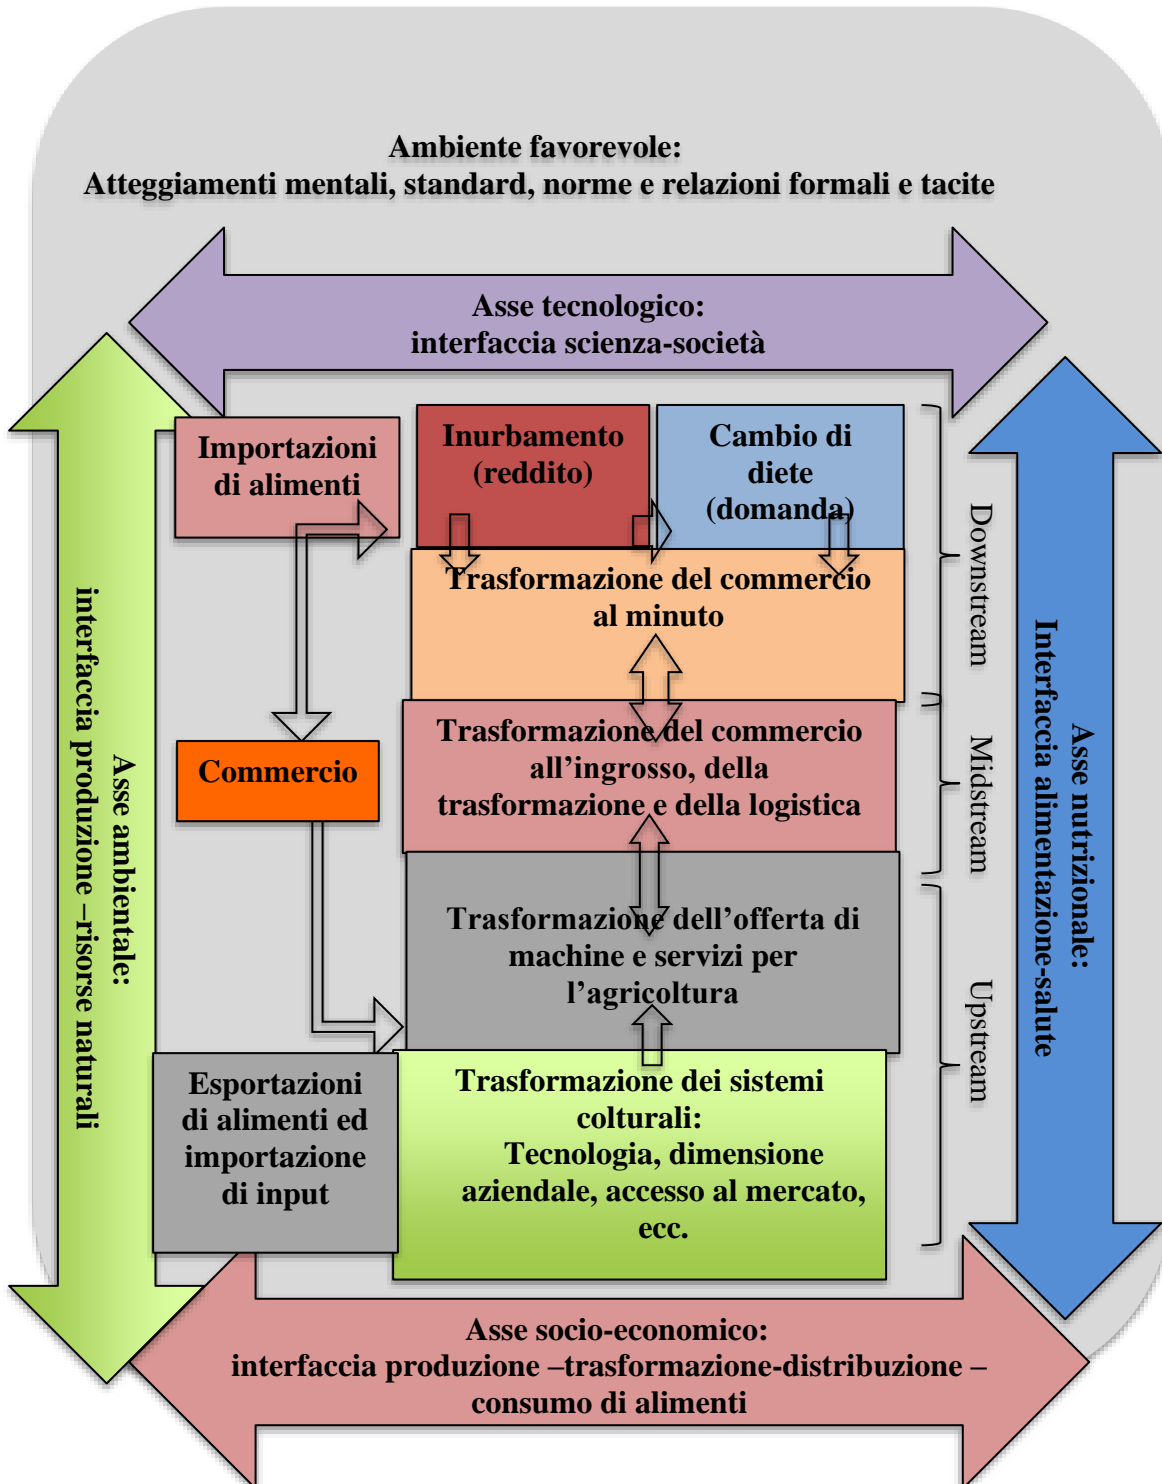 Ambiente favorevole:
Atteggiamenti mentali, standard, norme e relazioni formali e tacite
Asse tecnologico:
interfaccia scienza-società
Importazioni
di alimenti
Inurbamento
(reddito)
Cambio di
diete
(domanda)
Trasformazione del commercio
al minuto
Downstream
Commercio
Trasformazione del commercio
all'ingrosso, della
trasformazione e della logistica
Midstream
Trasformazione dell’offerta di
machine e servizi per
l’agricoltura
Upstream
Esportazioni
di alimenti ed
importazione
di input
Trasformazione dei sistemi
colturali:
Tecnologia, dimensione
aziendale, accesso al mercato,
ecc.
Asse ambientale:
interfaccia produzione –risorse naturali
Asse nutrizionale:
Interfaccia alimentazione-salute
Asse socio-economico:
interfaccia produzione –trasformazione-distribuzione –
consumo di alimenti